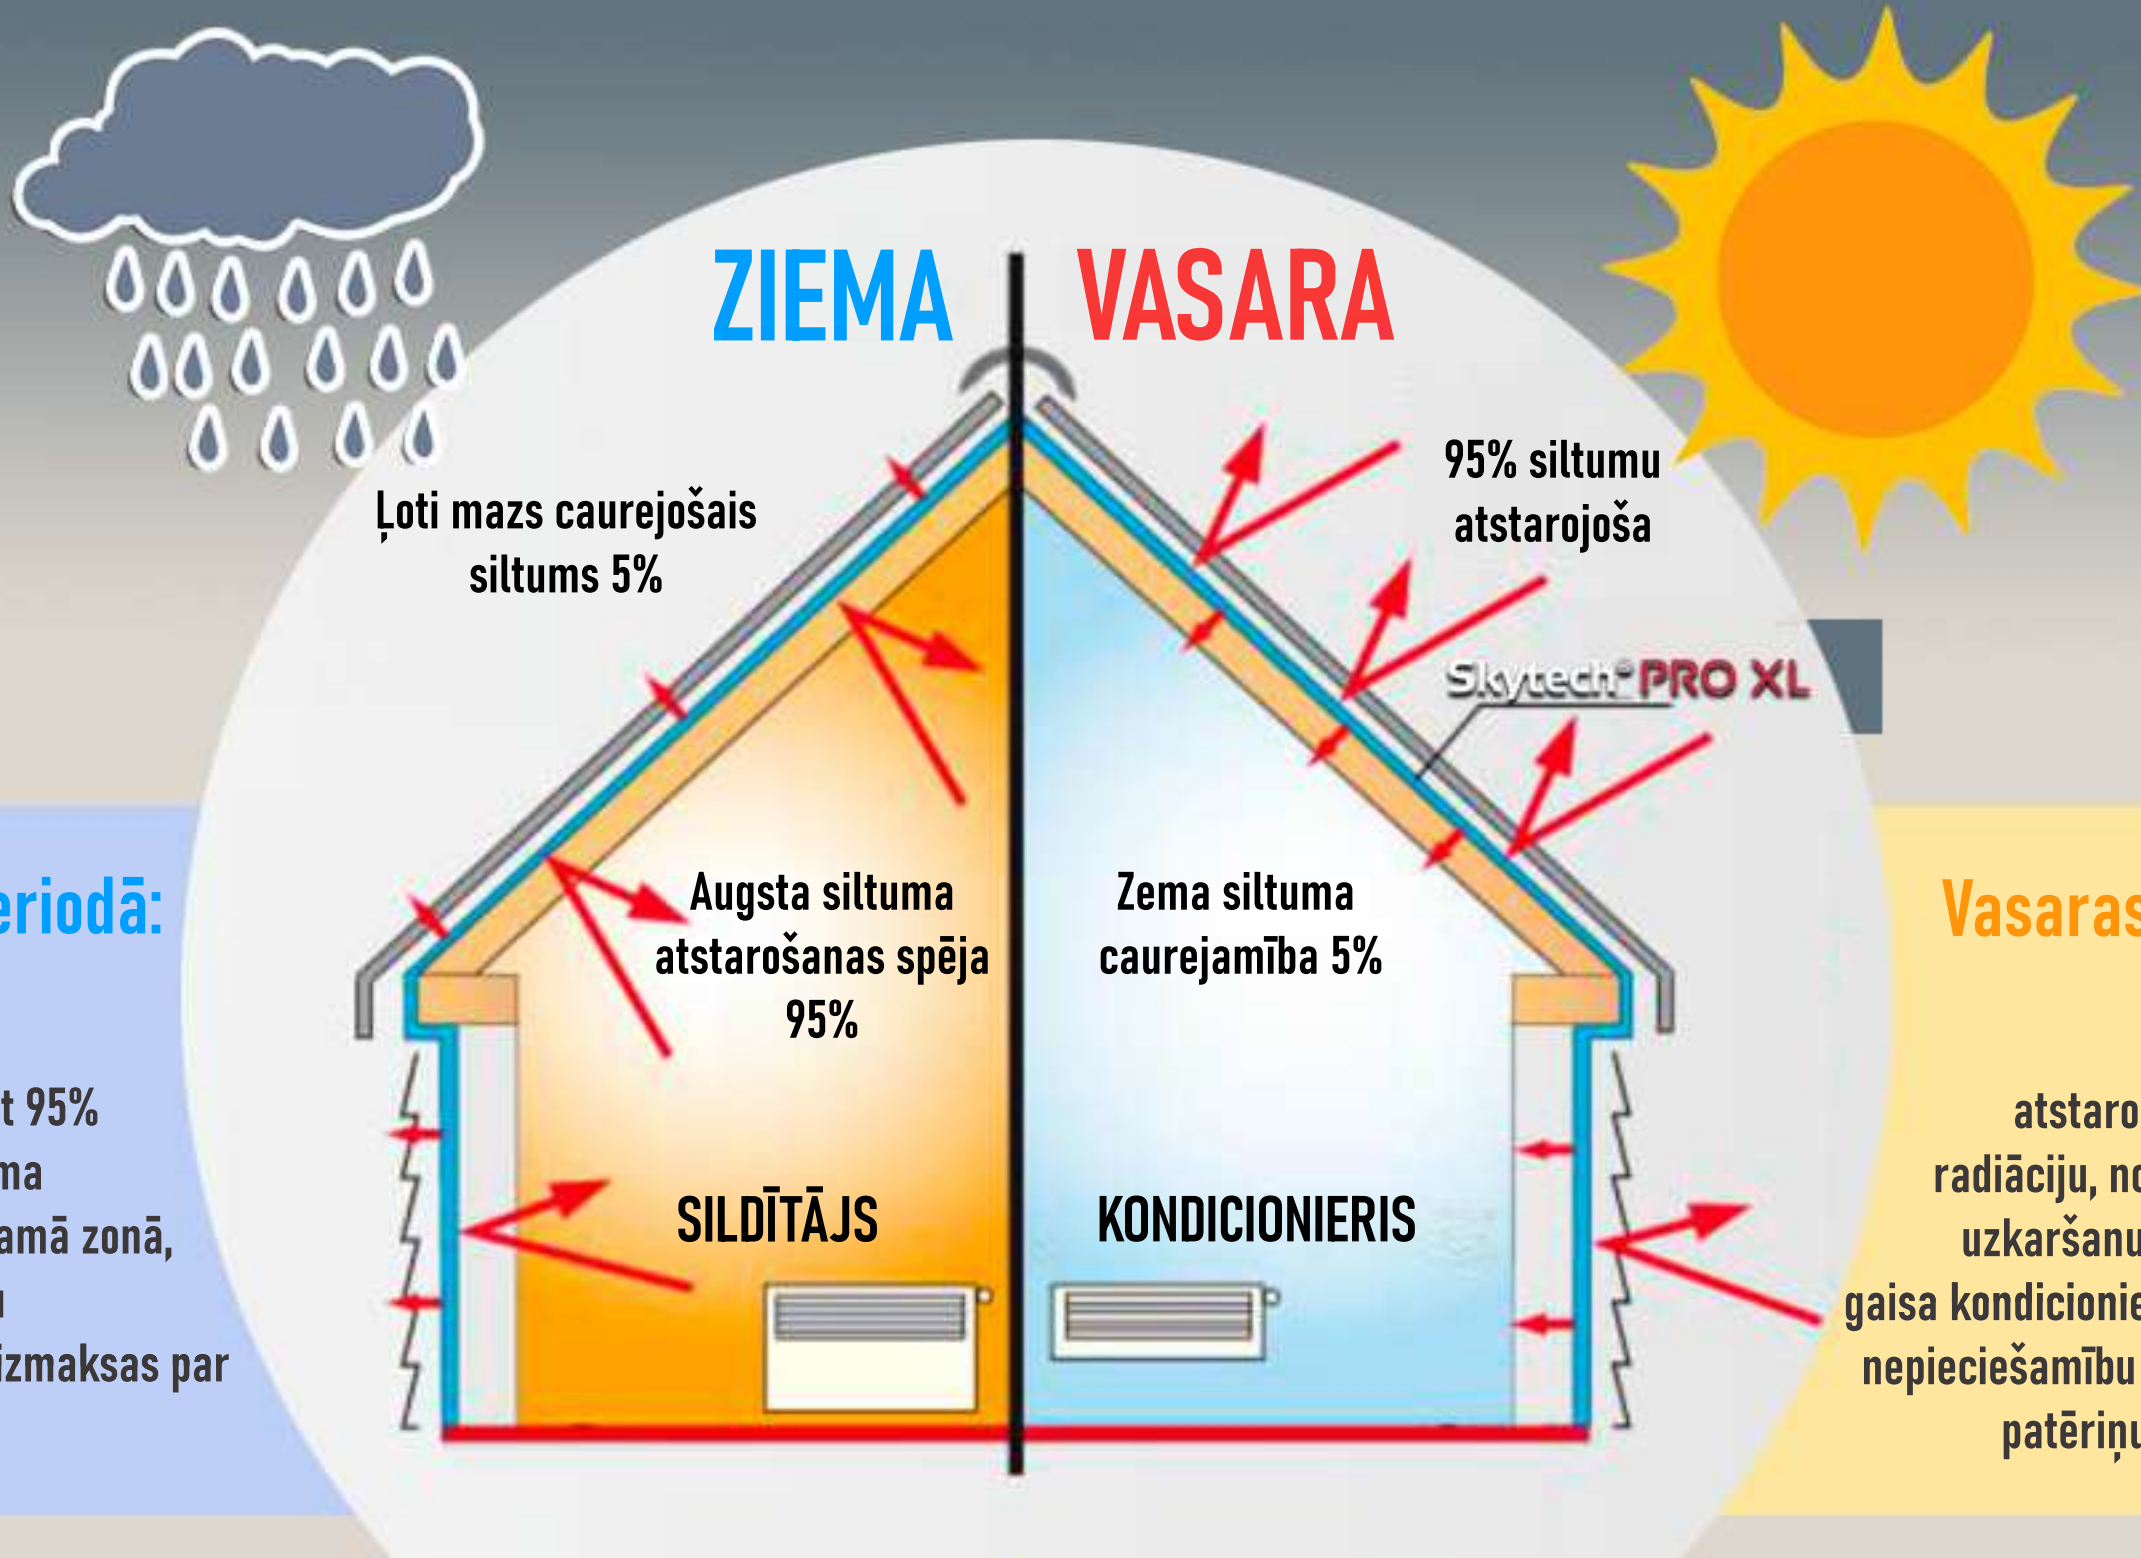 ZIEMA
VASARA
Ļoti mazs caurejošais
siltums 5%
95% siltumu
atstarojoša
Skytech® PRO XL
Augsta siltuma
atstarošanas spēja
95%
Zema siltuma
caurejamība 5%
SILDĪTĀJS
KONDICIONIERIS
eriodā:
t 95%
ma
amā zonā,
izmaksas par
Vasaras
atstaro
radiāciju, no
uzkaršanu
gaisa kondicionie
nepieciešamību
patēriņu